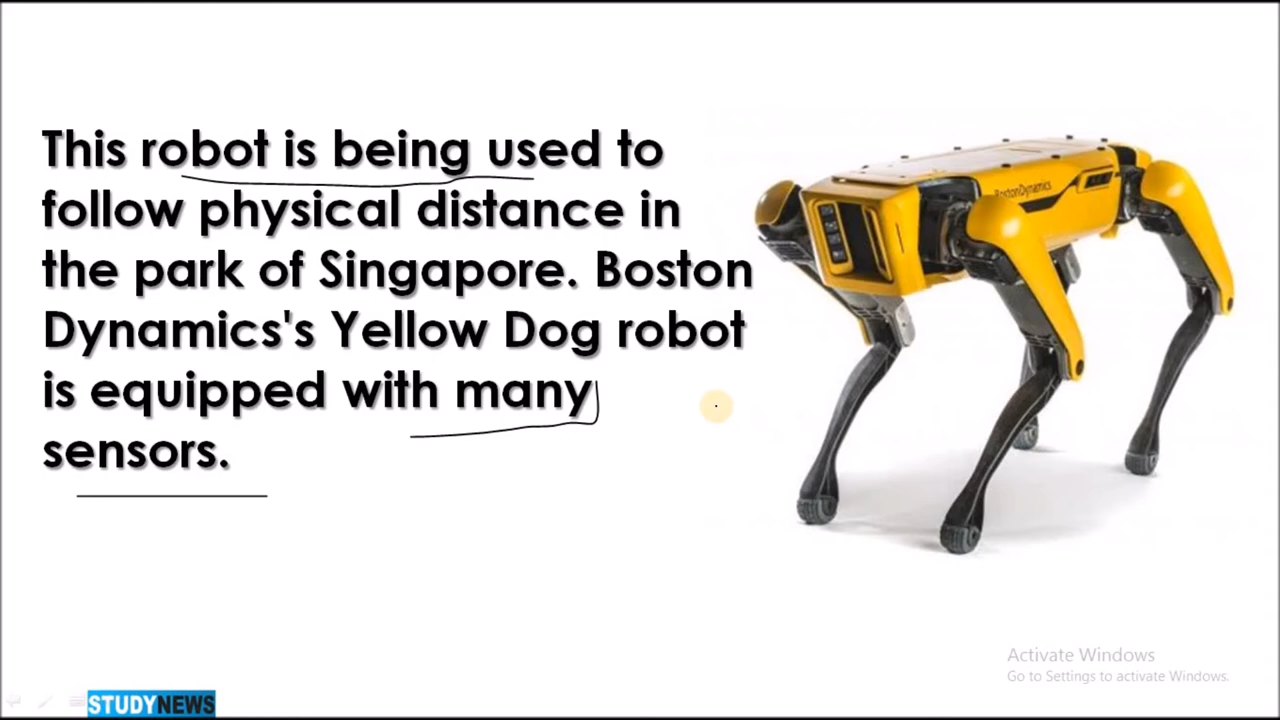 This robot is being used to
follow physical distance in
the park of Singapore. Boston
Dynamics's Yellow Dog robot
is equipped with many
sensors.
BostonDynamics
Activate Windows
Go to Settings to activate Windows.
STUDYNEWS